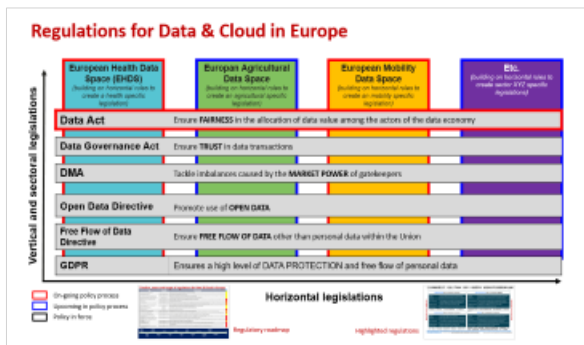 Regulations for Data & Cloud in Europe
European Health Data
Space (EHDS)
(building on horizontal rules to
create a health specific
legislation)
Europan Agricultural
Data Space
(building on horizontal rules to
create an agricultural specific
legislation)
European Mobility
Data Space
(building on horizontal rules to
create an mobility specific
legislation)
Etc.
(building on horizontal rules to
create sector XYZ specific
legislations)
Vertical and sectoral legislations
Data Act
Ensure FAIRNESS in the allocation of data value among the actors of the data economy
Data Governance Act
Ensure TRUST in data transactions
DMA
Tackle imbalances caused by the MARKET POWER of gatekeepers
Open Data Directive
Promote use of OPEN DATA
Free Flow of Data
Directive
Ensure FREE FLOW OF DATA other than personal data within the Union
GDPR
Ensures a high level of DATA PROTECTION and free flow of personal data
On-going policy process
Upcoming in policy process
Policy in force
Horizontal legislations
Regulatory roadmap
Highlighted regulations